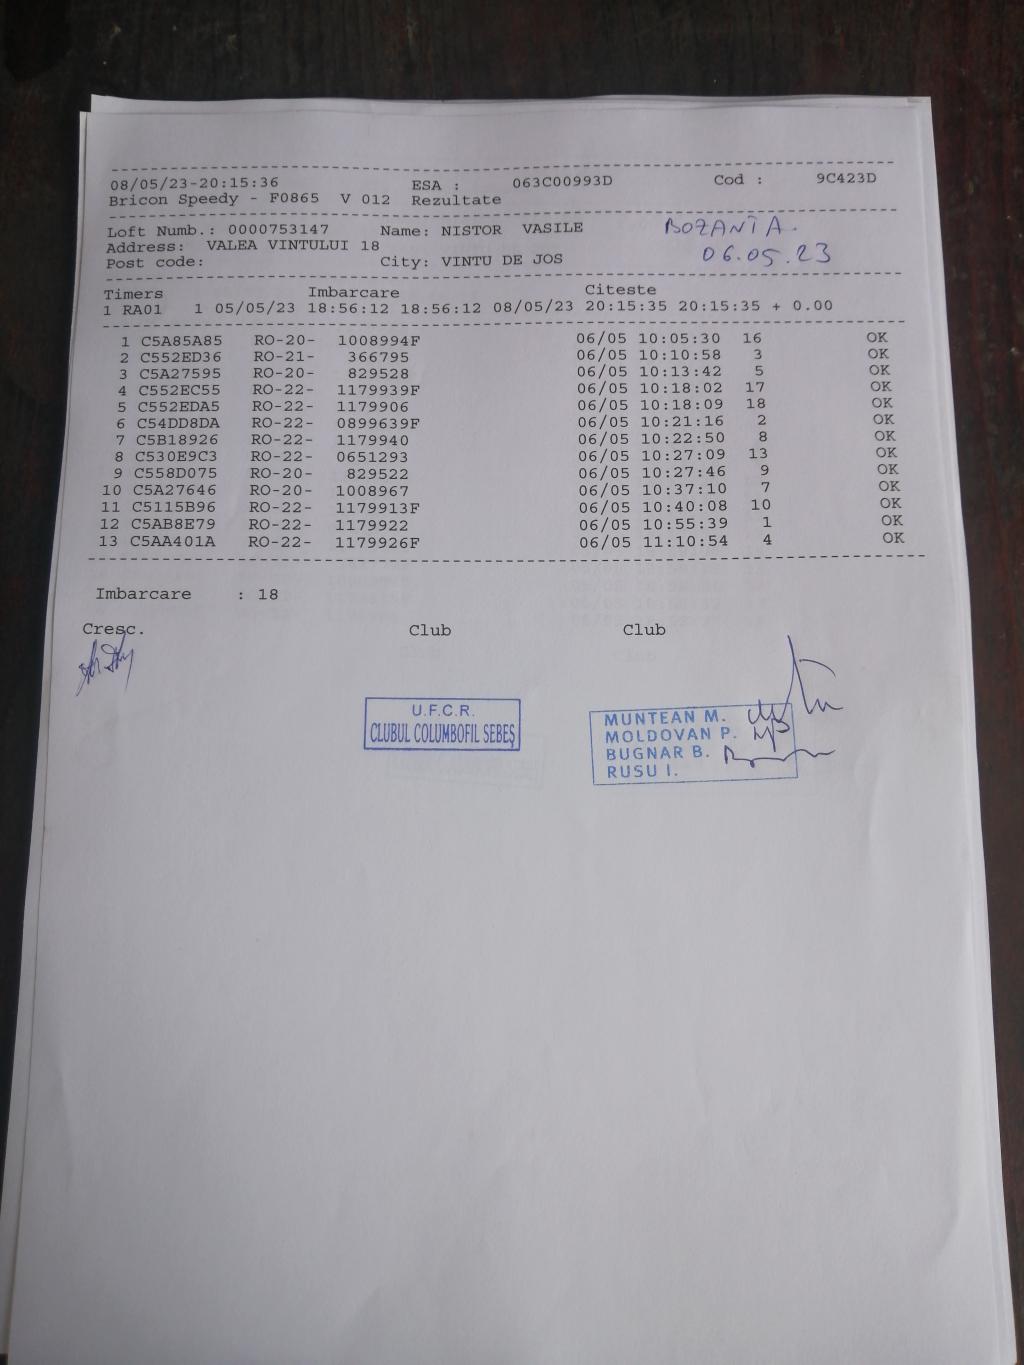 08/05/23-20:15:36 ESA : 063C00993D Cod : 9C423D
Bricon Speedy - F0865 V 012 Rezultate
Loft Numb.: 0000753147 Name: NISTOR VASILE BOZANTA.
Address: VALEA VINTULUI 18
Post code: City: VINTU DE JOS 06.05.23
Timers Imbarcare Citeste
1 RA01 1 05/05/23 18:56:12 18:56:12 08/05/23 20:15:35 20:15:35 + 0.00
1 C5A85A85 RO-20- 1008994F 06/05 10:05:30 16 OK
2 C552ED36 RO-21- 366795 06/05 10:10:58 3 OK
3 C5A27595 RO-20- 829528 06/05 10:13:42 5 OK
4 C552EC55 RO-22- 1179939F 06/05 10:18:02 17 OK
5 C552EDA5 RO-22- 1179906 06/05 10:18:09 18 OK
6 C54DD8DA RO-22- 0899639F 06/05 10:21:16 2 OK
7 C5B18926 RO-22- 1179940 06/05 10:22:50 8 OK
8 C530E9C3 RO-22- 0651293 06/05 10:27:09 13 OK
9 C558D075 RO-20- 829522 06/05 10:27:46 9 OK
10 C5A27646 RO-20- 1008967 06/05 10:37:10 7 OK
11 C5115B96 RO-22- 1179913F 06/05 10:40:08 10 OK
12 C5AB8E79 RO-22- 1179922 06/05 10:55:39 1 OK
13 C5AA401A RO-22- 1179926F 06/05 11:10:54 4 OK
Imbarcare : 18
Cresc. Club Club
U.F.C.R.
CLUBUL COLUMBOFIL SEBEŞ
MUNTEAN M.
MOLDOVAN P.
BUGNAR B.
RUSU I.